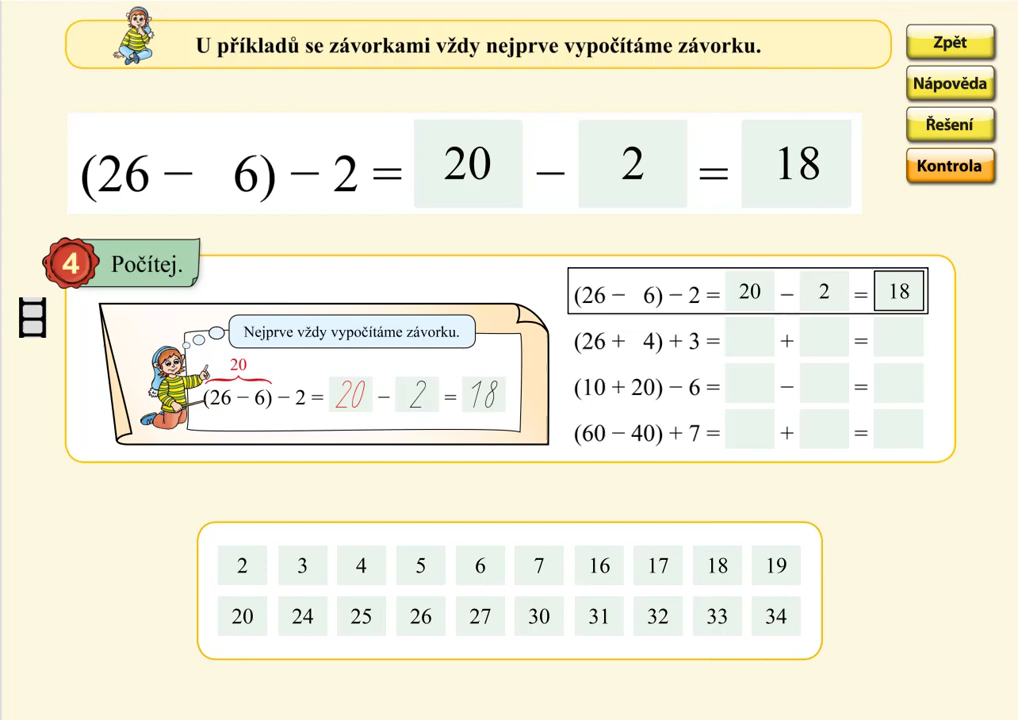 U příkladů se závorkami vždy nejprve vypočítáme závorku.
Zpět
Nápověda
Řešení
Kontrola
(26 − 6) − 2 = 20 − 2 = 18
4 Počítej.
Nejprve vždy vypočítáme závorku.
20
(26 − 6) − 2 = 20 − 2 = 18
(26 − 6) − 2 = 20 − 2 = 18
(26 + 4) + 3 = + =
(10 + 20) − 6 = − =
(60 − 40) + 7 = + =
2 3 4 5 6 7 16 17 18 19
20 24 25 26 27 30 31 32 33 34